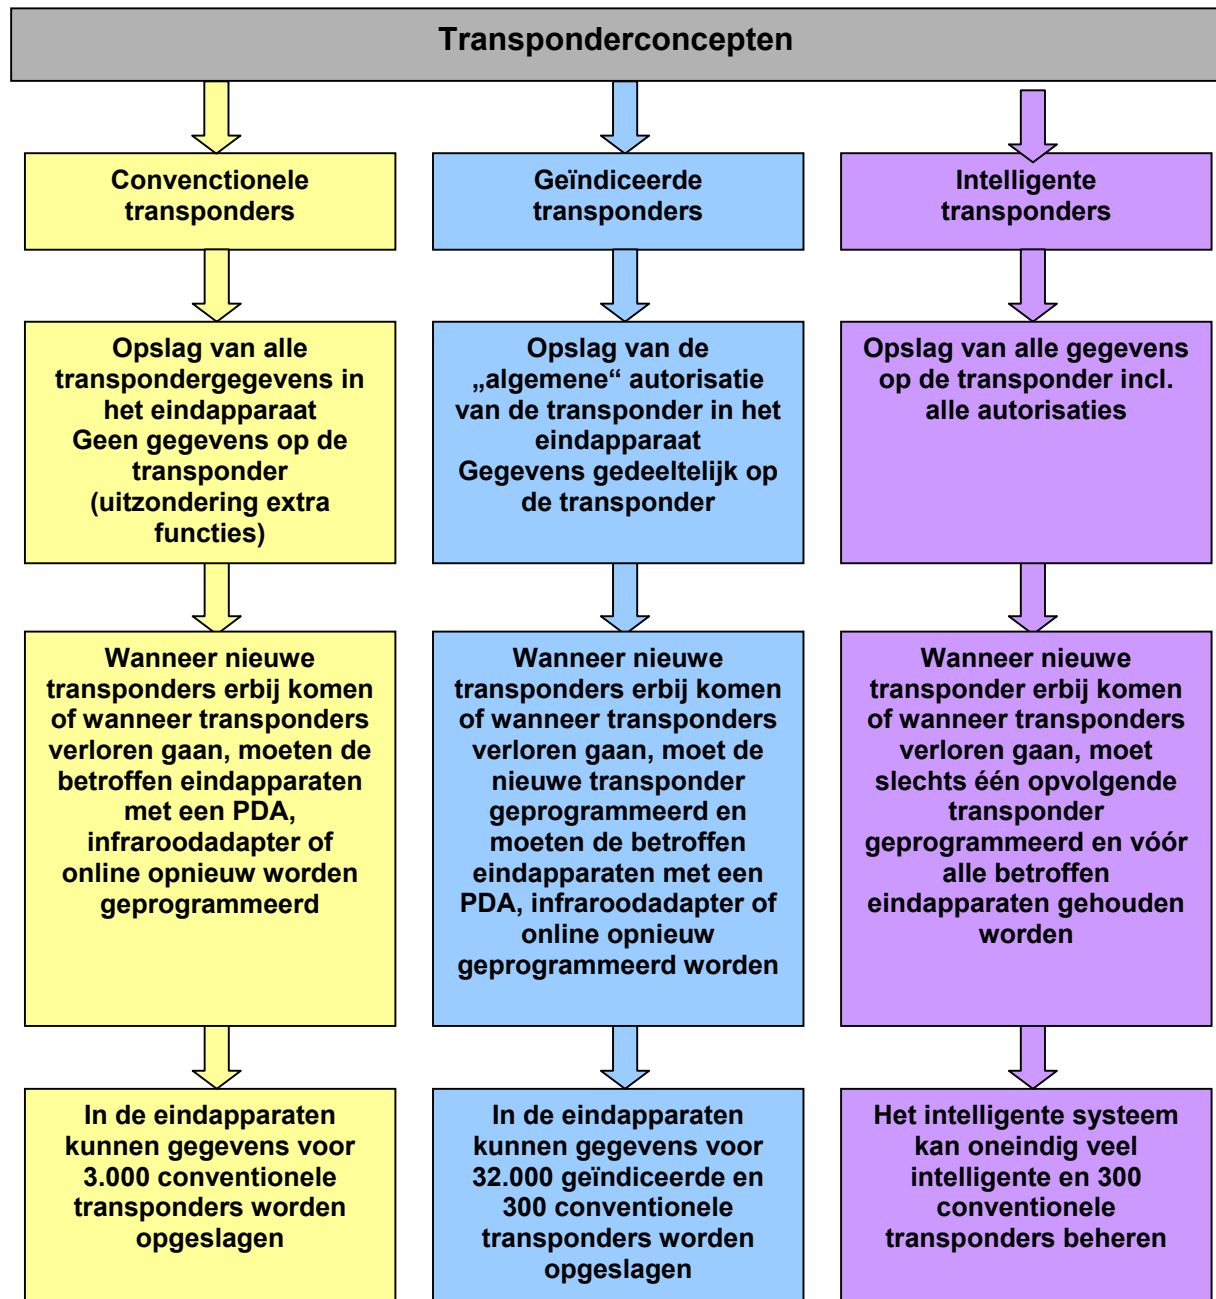 Transponderconcepten
Convenctionele
transponders
Opslag van alle
transpondergegevens in
het eindapparaat
Geen gegevens op de
transponder
(uitzondering extra
functies)
Wanneer nieuwe
transponders erbij komen
of wanneer transponders
verloren gaan, moeten de
betroffen eindapparaten
met een PDA,
infraroodadapter of
online opnieuw worden
geprogrammeerd
In de eindapparaten
kunnen gegevens voor
3.000 conventionele
transponders worden
opgeslagen
Geïndiceerde
transponders
Opslag van de
„algemene“ autorisatie
van de transponder in het
eindapparaat
Gegevens gedeeltelijk op
de transponder
Wanneer nieuwe
transponders erbij komen
of wanneer transponders
verloren gaan, moet de
nieuwe transponder
geprogrammeerd en
moeten de betroffen
eindapparaten met een
PDA, infraroodadapter of
online opnieuw
geprogrammeerd worden
In de eindapparaten
kunnen gegevens voor
32.000 geïndiceerde en
300 conventionele
transponders worden
opgeslagen
Intelligente
transponders
Opslag van alle gegevens
op de transponder incl.
alle autorisaties
Wanneer nieuwe
transponder erbij komen
of wanneer transponders
verloren gaan, moet
slechts één opvolgende
transponder
geprogrammeerd en vóór
alle betroffen
eindapparaten gehouden
worden
Het intelligente systeem
kan oneindig veel
intelligente en 300
conventionele
transponders beheren